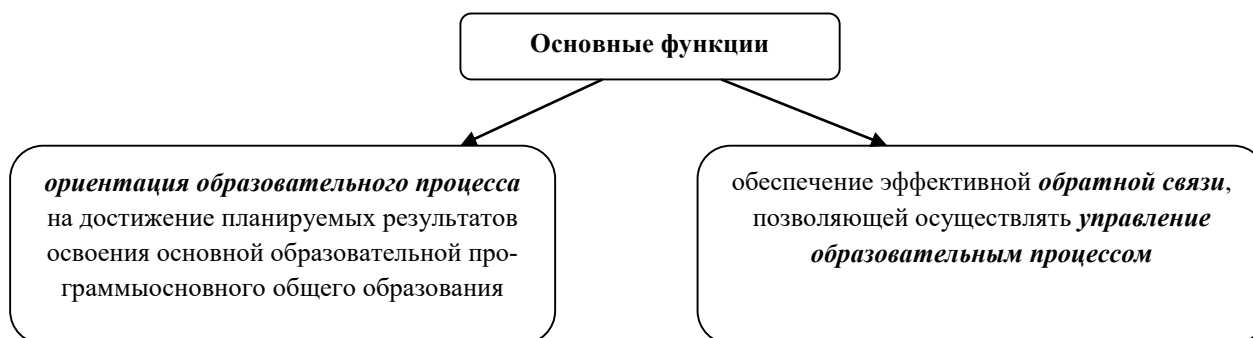 Основные функции
ориентация образовательного процесса
на достижение планируемых результатов
освоения основной образовательной про-
граммыосновного общего образования
обеспечение эффективной обратной связи,
позволяющей осуществлять управление
образовательным процессом